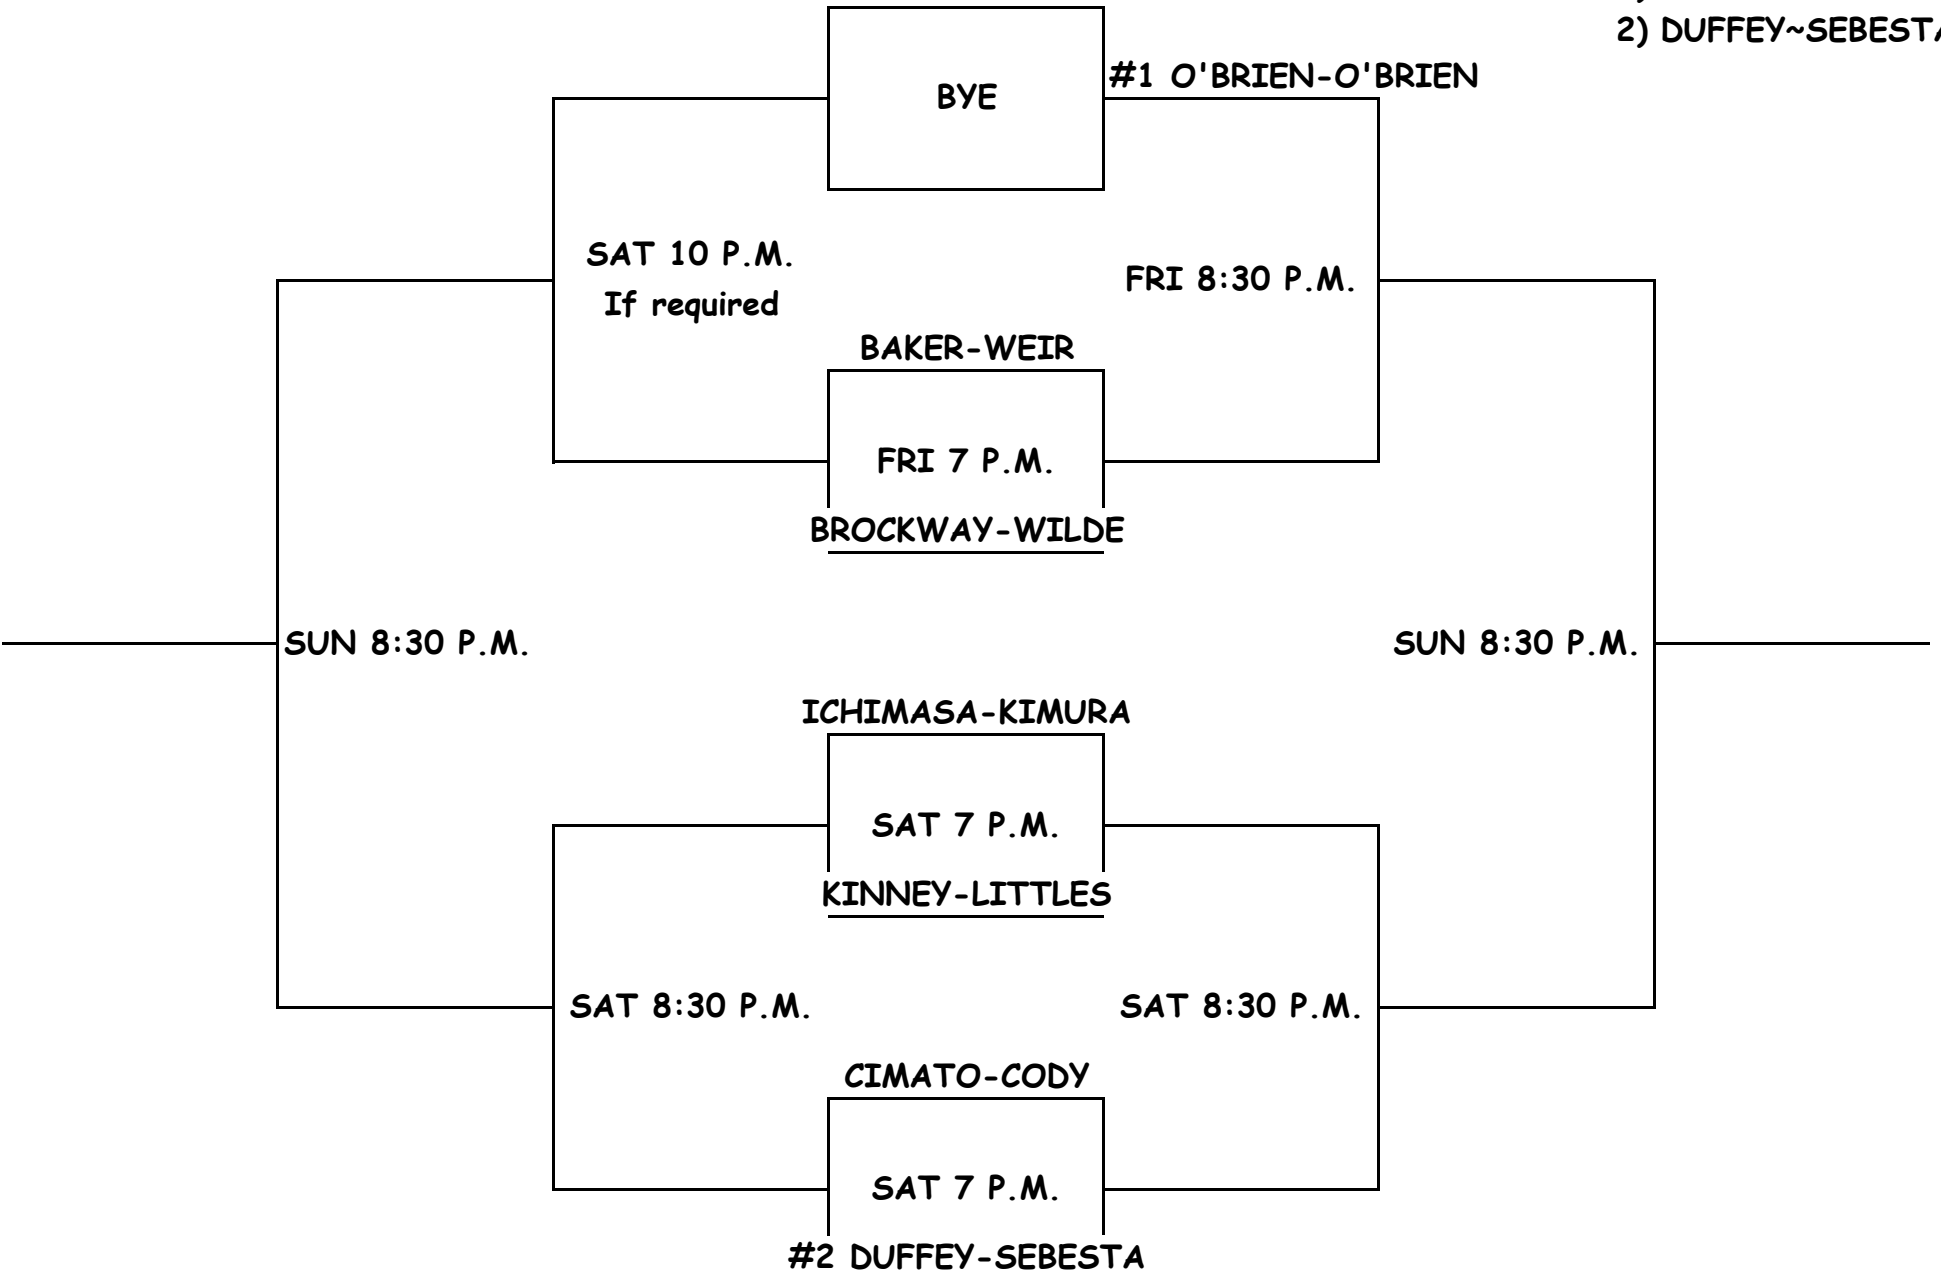 2) DUFFEY~SEBESTA
#1 O'BRIEN-O'BRIEN
BYE
SAT 10 P.M.
If required
FRI 8:30 P.M.
BAKER-WEIR
FRI 7 P.M.
BROCKWAY-WILDE
SUN 8:30 P.M.
SUN 8:30 P.M.
ICHIMASA-KIMURA
SAT 7 P.M.
KINNEY-LITTLES
SAT 8:30 P.M.
SAT 8:30 P.M.
CIMATO-CODY
SAT 7 P.M.
#2 DUFFEY-SEBESTA